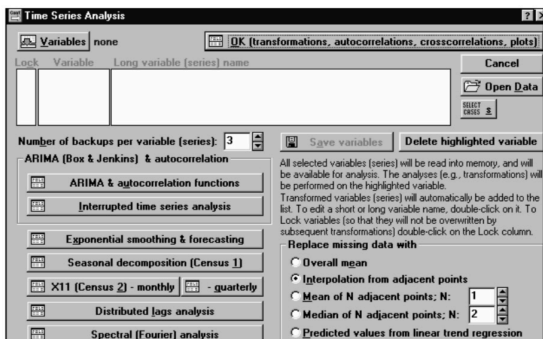 Time Series Analysis
Variables none
OK (transformations, autocorrelations, crosscorrelations, plots)
Lock Variable Long variable (series) name
Cancel
Open Data
SELECT CASES
Number of backups per variable (series): 3
Save variables
Delete highlighted variable
ARIMA (Box & Jenkins) & autocorrelation
ARIMA & autocorrelation functions
Interrupted time series analysis
Exponential smoothing & forecasting
Seasonal decomposition (Census 1)
X11 (Census 2) - monthly
- quarterly
Distributed lags analysis
Spectral (Fourier) analysis
All selected variables (series) will be read into memory, and will
be available for analysis. The analyses (e.g., transformations) will
be performed on the highlighted variable.
Transformed variables (series) will automatically be added to the
list. To edit a short or long variable name, double-click on it. To
Lock variables (so that they will not be overwritten by
subsequent transformations) double-click on the Lock column.
Replace missing data with
Overall mean
Interpolation from adjacent points
Mean of N adjacent points; N: 1
Median of N adjacent points; N: 2
Predicted values from linear trend regression